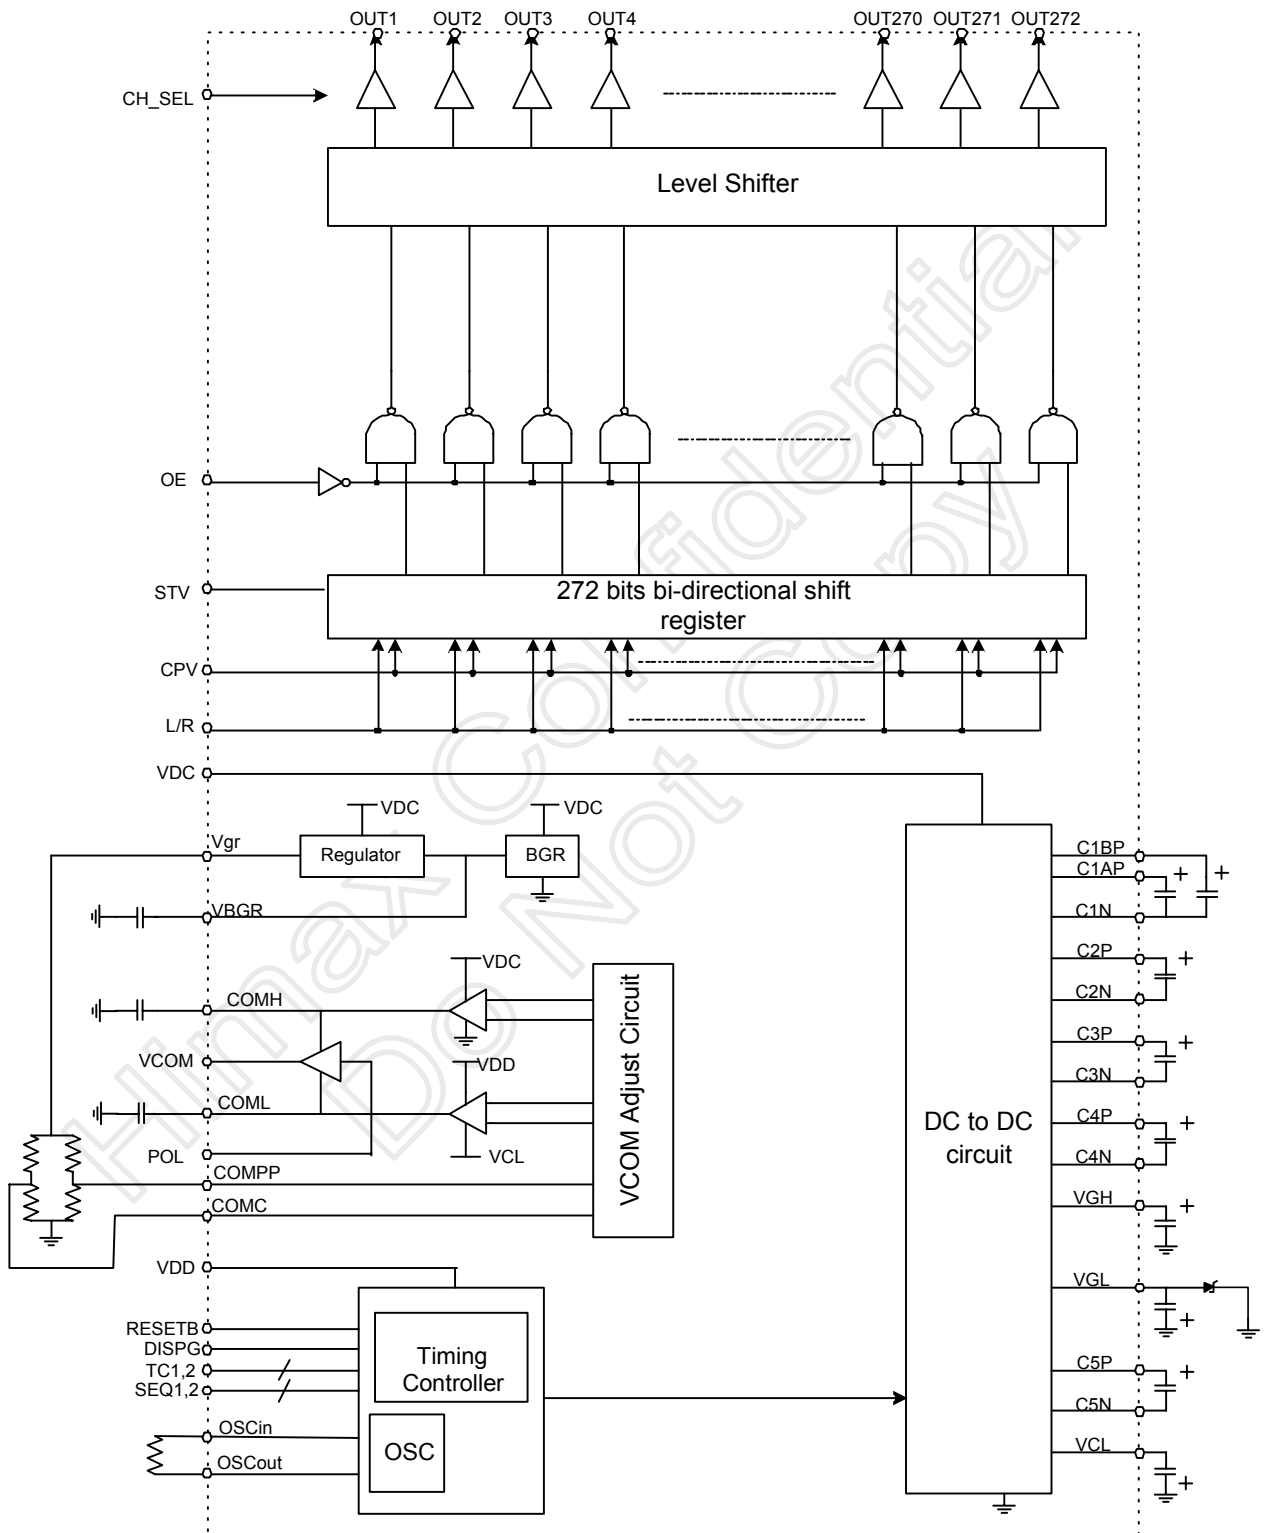 OUT1 OUT2 OUT3 OUT4 OUT270 OUT271 OUT272
CH_SEL
Level Shifter
OE
STV
272 bits bi-directional shift
register
CPV
L/R
VDC
VDC VDC
Vgr
Regulator
BGR
VBGR
VDC
COMH
VCOM
VDD
COML
POL
VCL
COMPP
COMC
VCOM Adjust Circuit
VDD
RESETB
DISPG
TC1,2
SEQ1,2
Timing
Controller
OSCin
OSCout
OSC
DC to DC
circuit
C1BP
C1AP + +
C1N
C2P +
C2N
C3P +
C3N
C4P +
C4N
VGH +
VGL
+
C5P +
C5N
VCL
+
Himax Confidential
Do Not Copy